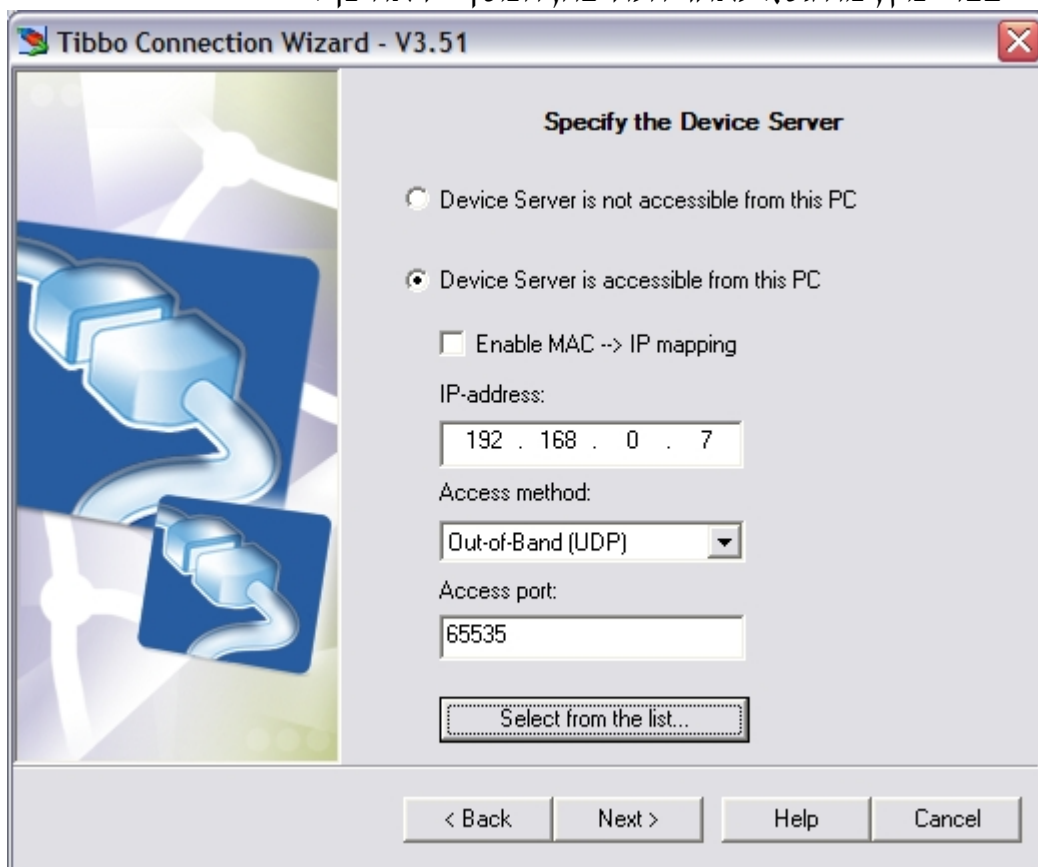 Tibbo Connection Wizard - V3.51
Specify the Device Server
Device Server is not accessible from this PC
Device Server is accessible from this PC
Enable MAC --> IP mapping
IP-address:
192 . 168 . 0 . 7
Access method:
Out-of-Band (UDP)
Access port:
65535
Select from the list...
< Back
Next >
Help
Cancel